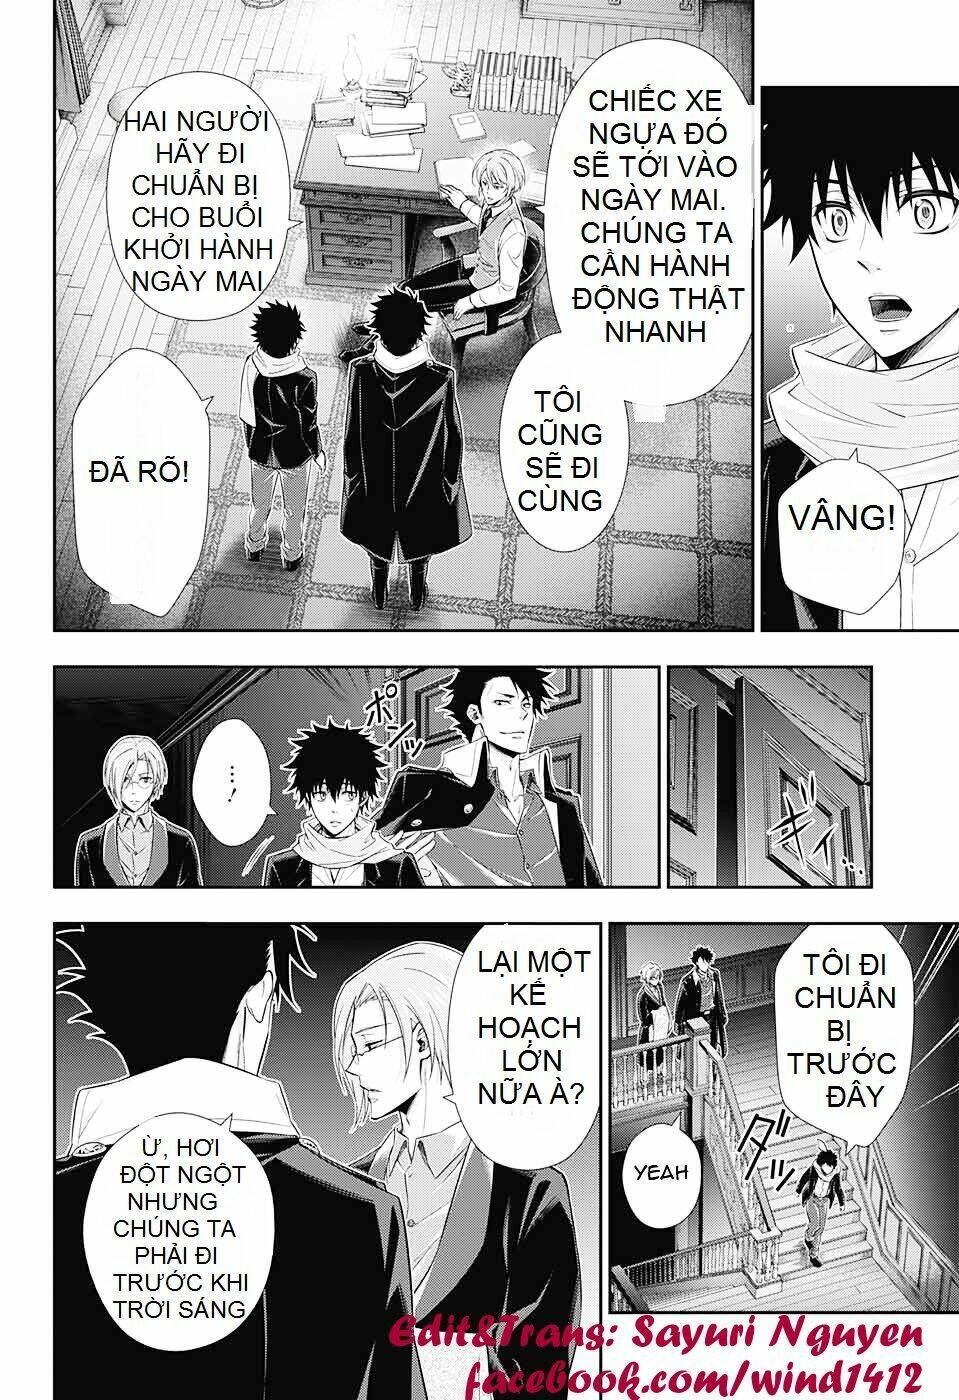 VÂNG!
CHIẾC XE
NGỰA ĐÓ
SẼ TỚI VÀO
NGÀY MAI.
CHÚNG TA
CẦN HÀNH
ĐỘNG THẬT
NHANH
TÔI
CŨNG
SẼ ĐI
CÙNG
HAI NGƯỜI
HÃY ĐI
CHUẨN BỊ
CHO BUỔI
KHỞI HÀNH
NGÀY MAI
ĐÃ RÕ!
ポンッ
...,
TÔI ĐI
CHUẨN
BỊ
TRƯỚC
ĐÂY
YEAH
ダッ
LẠI MỘT
KẾ
HOẠCH
LỚN
NỮA À?
Ừ, HƠI
ĐỘT NGỘT
NHƯNG
CHÚNG TA
PHẢI ĐI
TRƯỚC KHI
TRỜI SÁNG
Edit&Trans: Sayuri Nguyen
facebook.com/wind1412